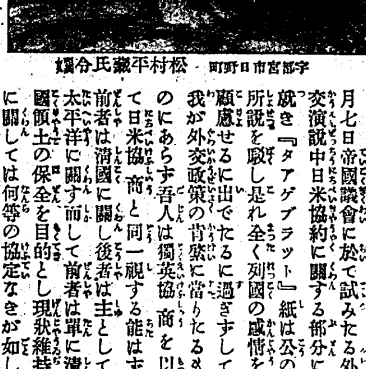 宇都宮市日野町 松村平藏氏令孃
月七日帝國議會に於て試みたる外
交演說中日米協約に關する部分に
就き『タアゲブラット』紙は公の
所說を駁し是れ全く列國の感情を
顧慮せるに出でたるに過ぎずして
我が外交政策の肯綮に當りたるも
のにあらず吾人は獨英協商を以
て日米協商と同一視する能はず
前者は淸國に關し後者は主として
太平洋に關す而して前者は單に淸
國領土の保全を目的とし現狀維持
に關しては何等の協定なきが如し